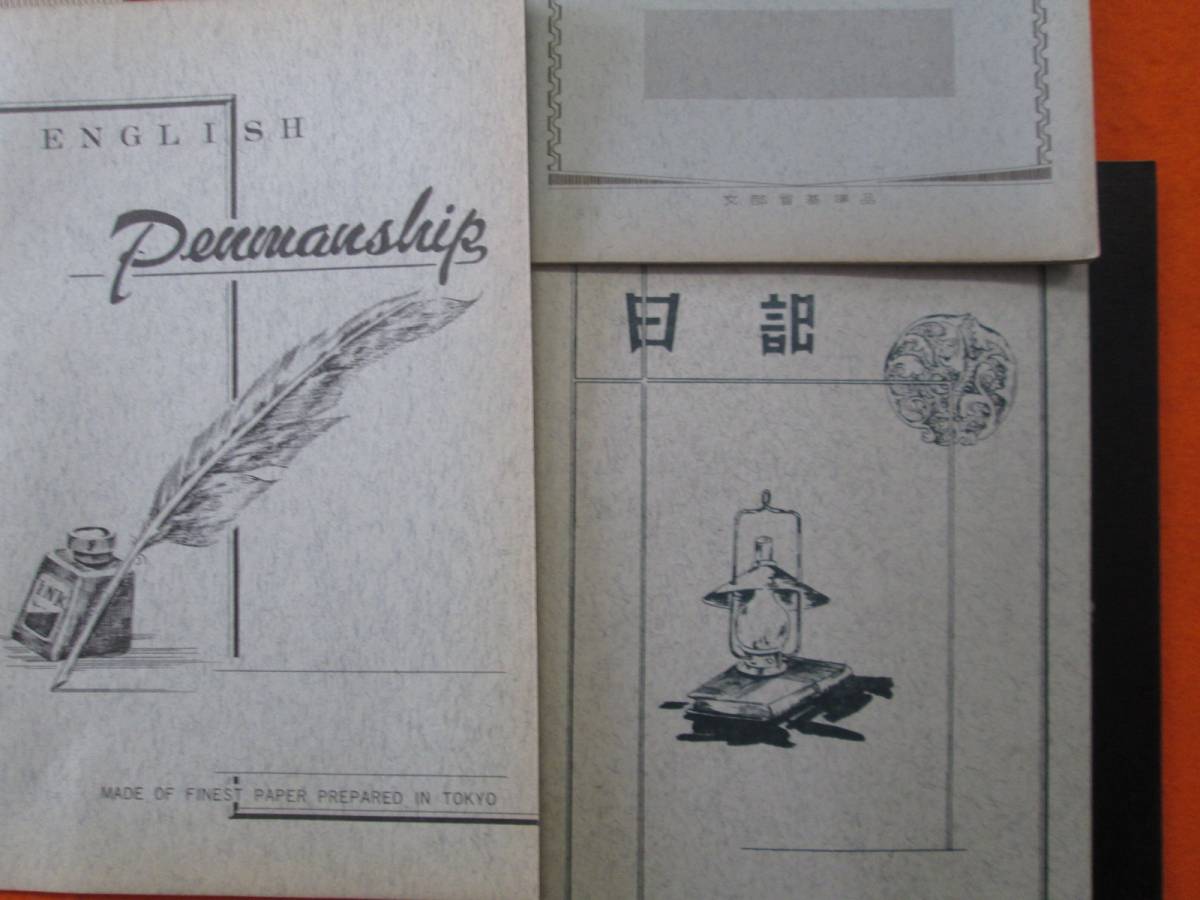 ENGLISH
Penmanship
INK
MADE OF FINEST PAPER PREPARED IN TOKYO
文部省基準品
日記